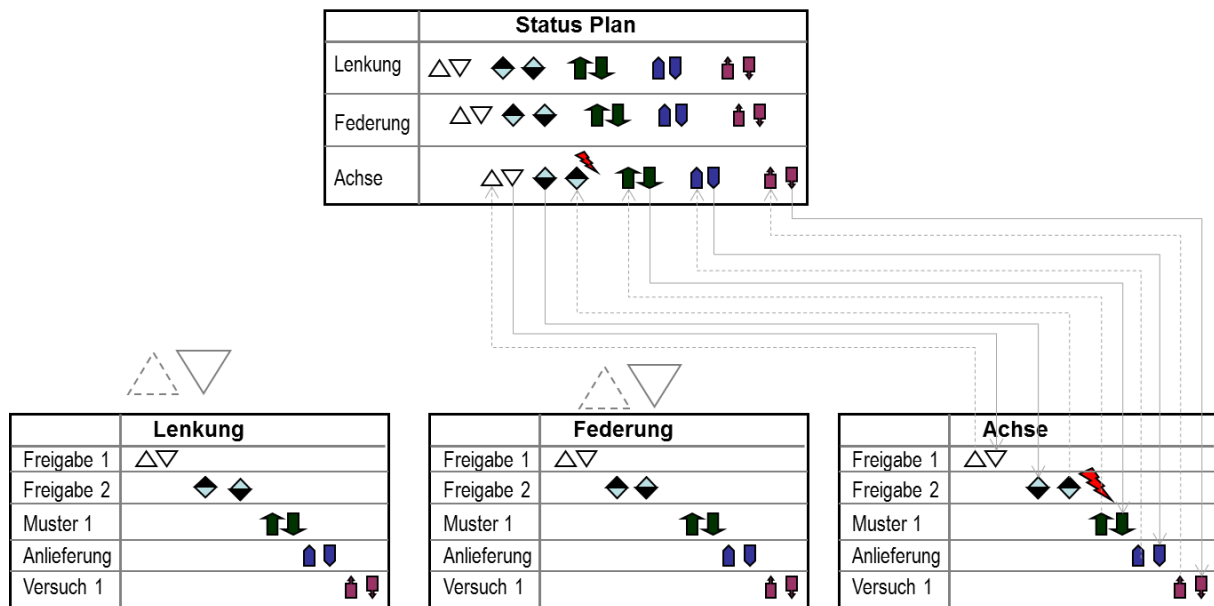 Status Plan
Lenkung
Federung
Achse
Lenkung
Freigabe 1
Freigabe 2
Muster 1
Anlieferung
Versuch 1
Federung
Freigabe 1
Freigabe 2
Muster 1
Anlieferung
Versuch 1
Achse
Freigabe 1
Freigabe 2
Muster 1
Anlieferung
Versuch 1